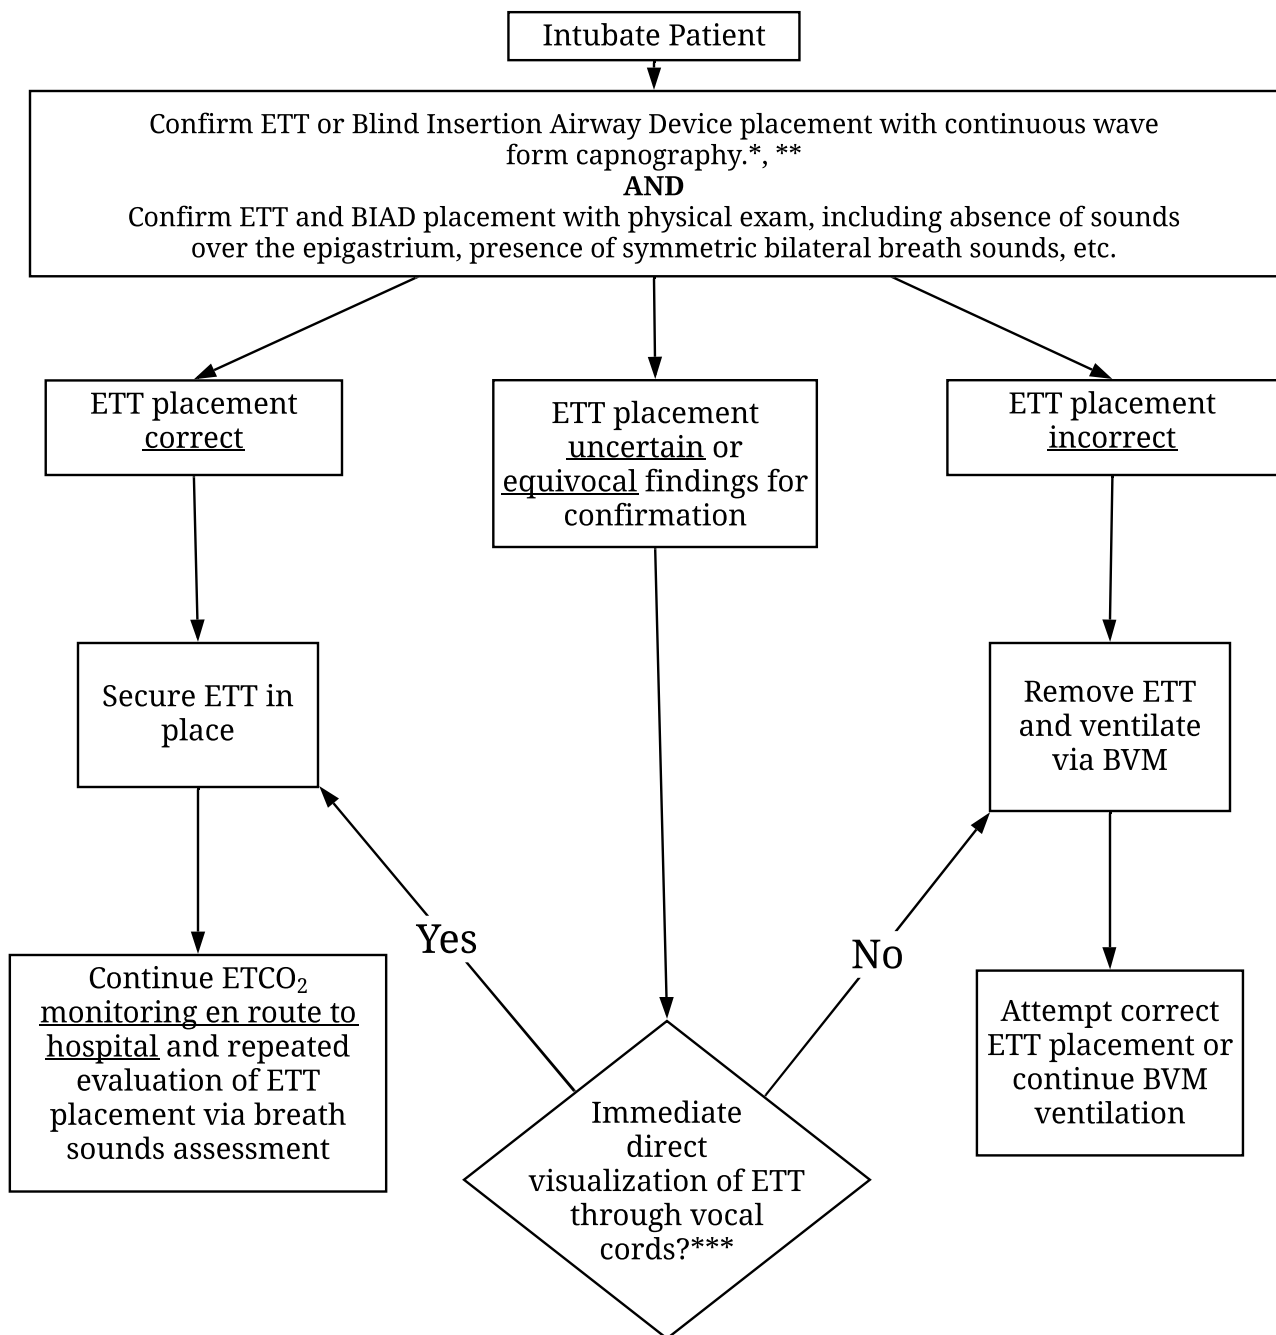 Intubate Patient
Confirm ETT or Blind Insertion Airway Device placement with continuous wave
form capnography.*, **
AND
Confirm ETT and BIAD placement with physical exam, including absence of sounds
over the epigastrium, presence of symmetric bilateral breath sounds, etc.
ETT placement
correct
ETT placement
uncertain or
equivocal findings for
confirmation
ETT placement
incorrect
Secure ETT in
place
Remove ETT
and ventilate
via BVM
Yes
No
Continue ETCO₂
monitoring en route to
hospital and repeated
evaluation of ETT
placement via breath
sounds assessment
Immediate
direct
visualization of ETT
through vocal
cords?***
Attempt correct
ETT placement or
continue BVM
ventilation